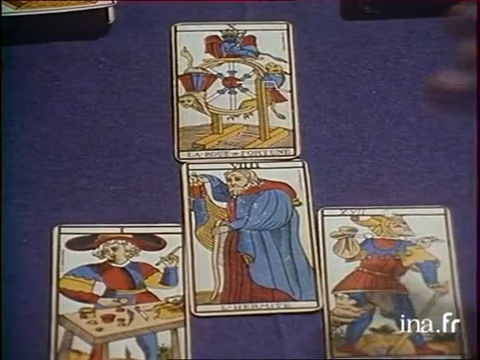 X
LA·ROUE·DE·FORTUNE
VIIII
L'HERMITE
I
ina.fr